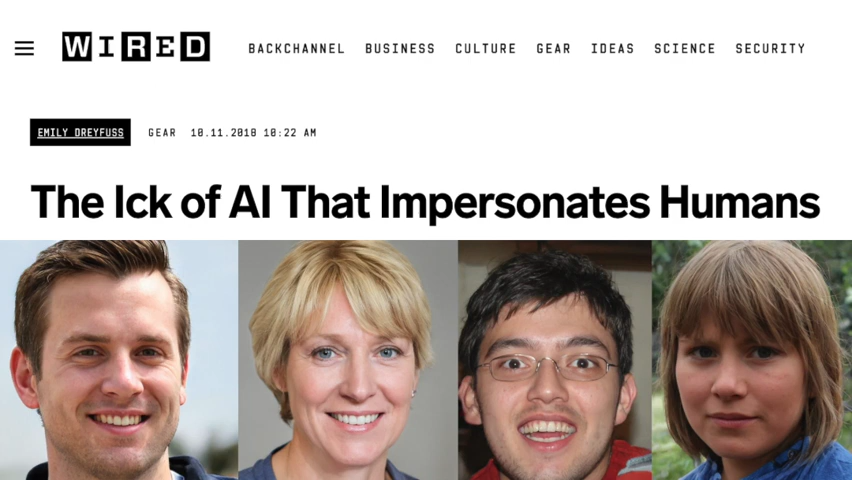 WIRED
BACKCHANNEL BUSINESS CULTURE GEAR IDEAS SCIENCE SECURITY
EMILY DREYFUSS GEAR 10.11.2018 10:22 AM
The Ick of AI That Impersonates Humans